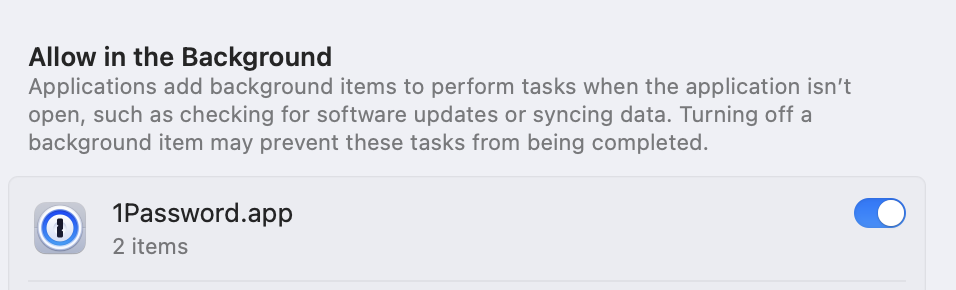 Allow in the Background
Applications add background items to perform tasks when the application isn’t
open, such as checking for software updates or syncing data. Turning off a
background item may prevent these tasks from being completed.
1Password.app
2 items